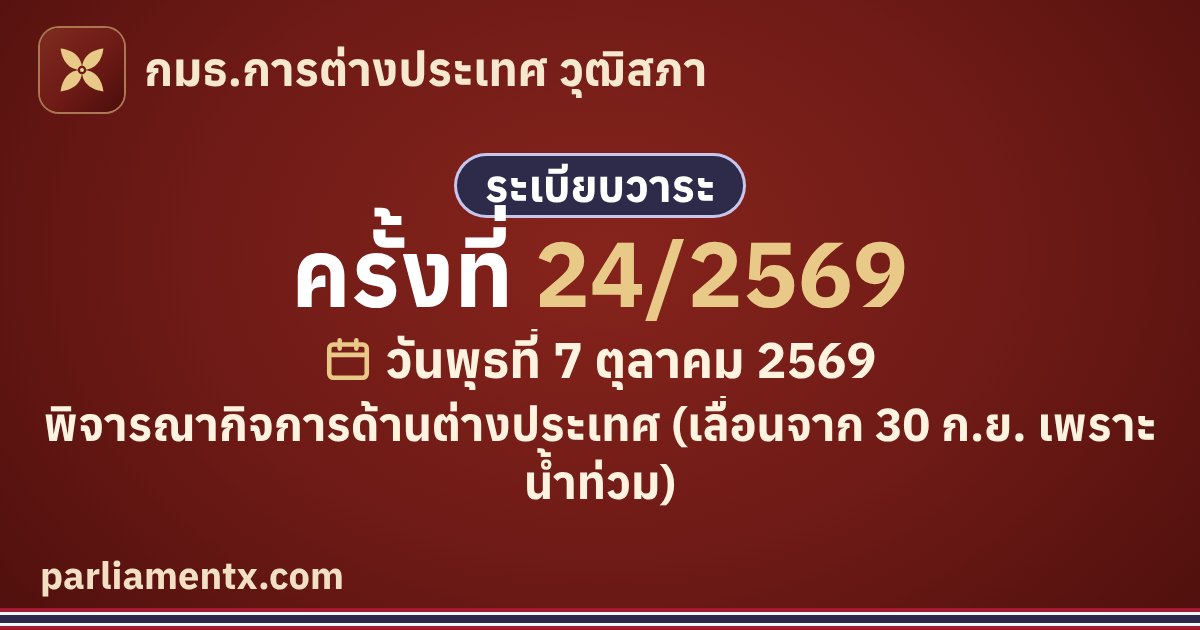 กมธ.การต่างประเทศ วุฒิสภา
ระเบียบวาระ
ครั้งที่ 24/2569
วันพุธที่ 7 ตุลาคม 2569
พิจารณากิจการด้านต่างประเทศ (เลื่อนจาก 30 ก.ย. เพราะ
น้ำท่วม)
parliamentx.com